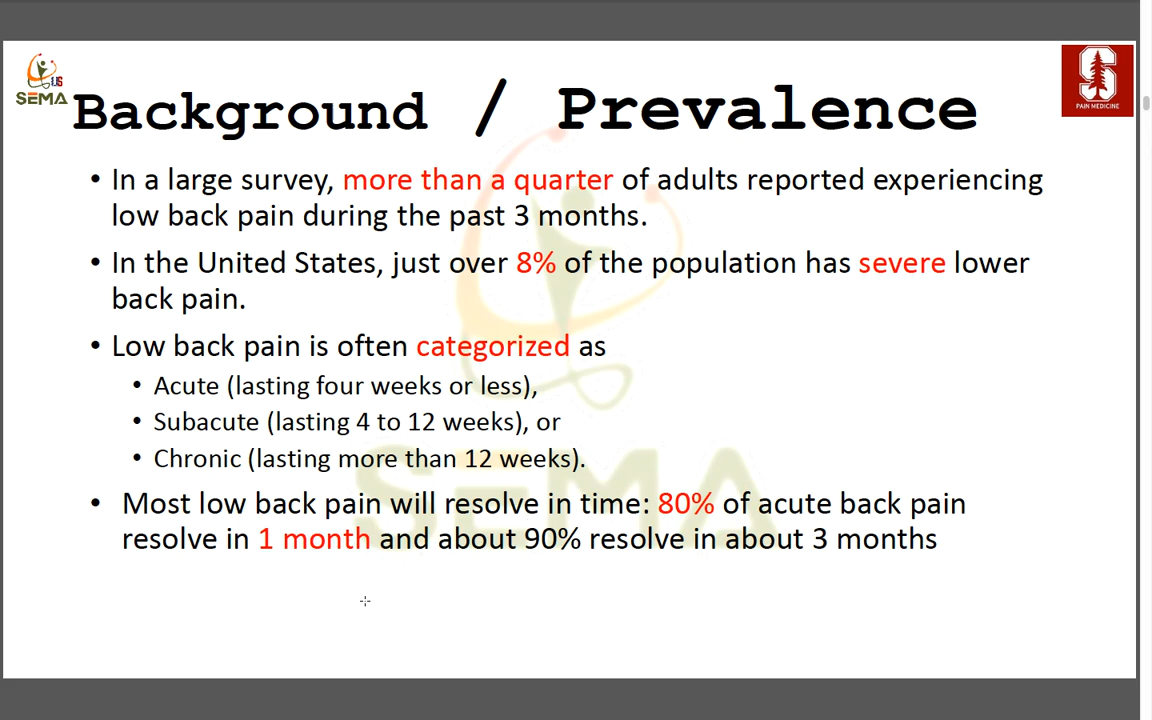 US
SEMA
PAIN MEDICINE
Background / Prevalence
• In a large survey, more than a quarter of adults reported experiencing
low back pain during the past 3 months.
• In the United States, just over 8% of the population has severe lower
back pain.
• Low back pain is often categorized as
• Acute (lasting four weeks or less),
• Subacute (lasting 4 to 12 weeks), or
• Chronic (lasting more than 12 weeks).
• Most low back pain will resolve in time: 80% of acute back pain
resolve in 1 month and about 90% resolve in about 3 months
SEMA